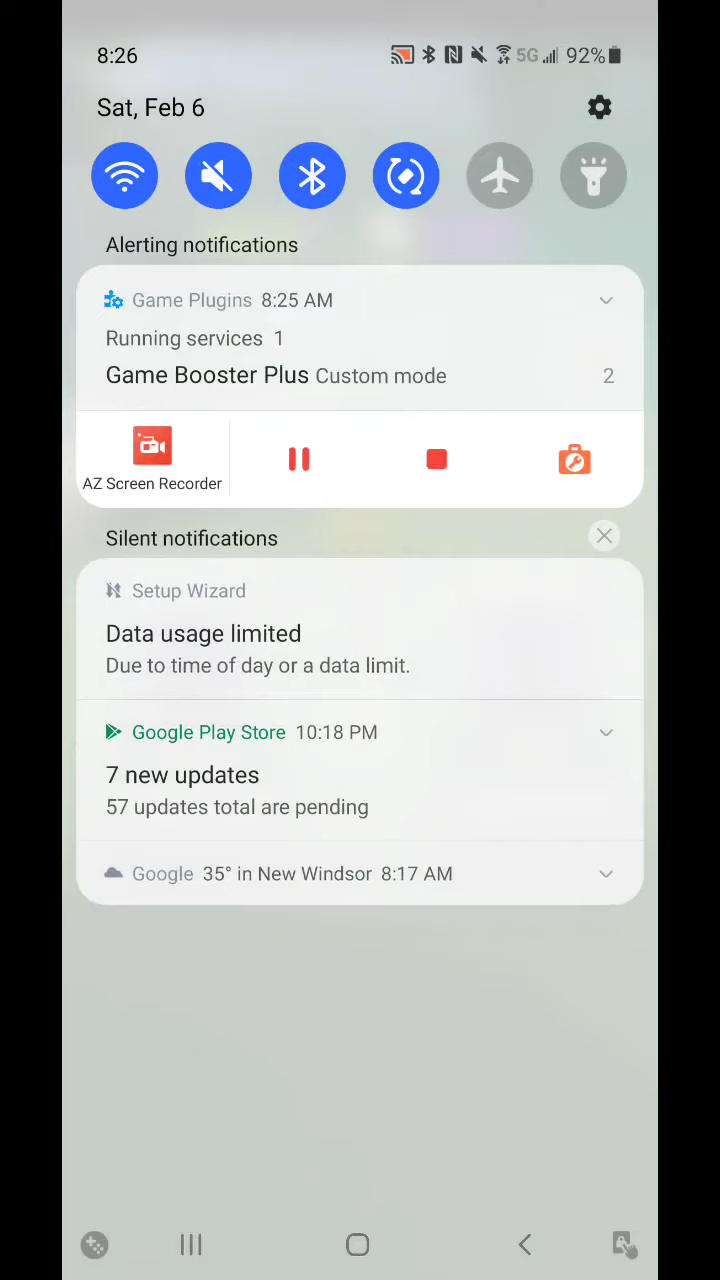 8:26
5G 92%
Sat, Feb 6
Alerting notifications
Game Plugins 8:25 AM
Running services 1
Game Booster Plus Custom mode 2
AZ Screen Recorder
Silent notifications
Setup Wizard
Data usage limited
Due to time of day or a data limit.
Google Play Store 10:18 PM
7 new updates
57 updates total are pending
Google 35° in New Windsor 8:17 AM